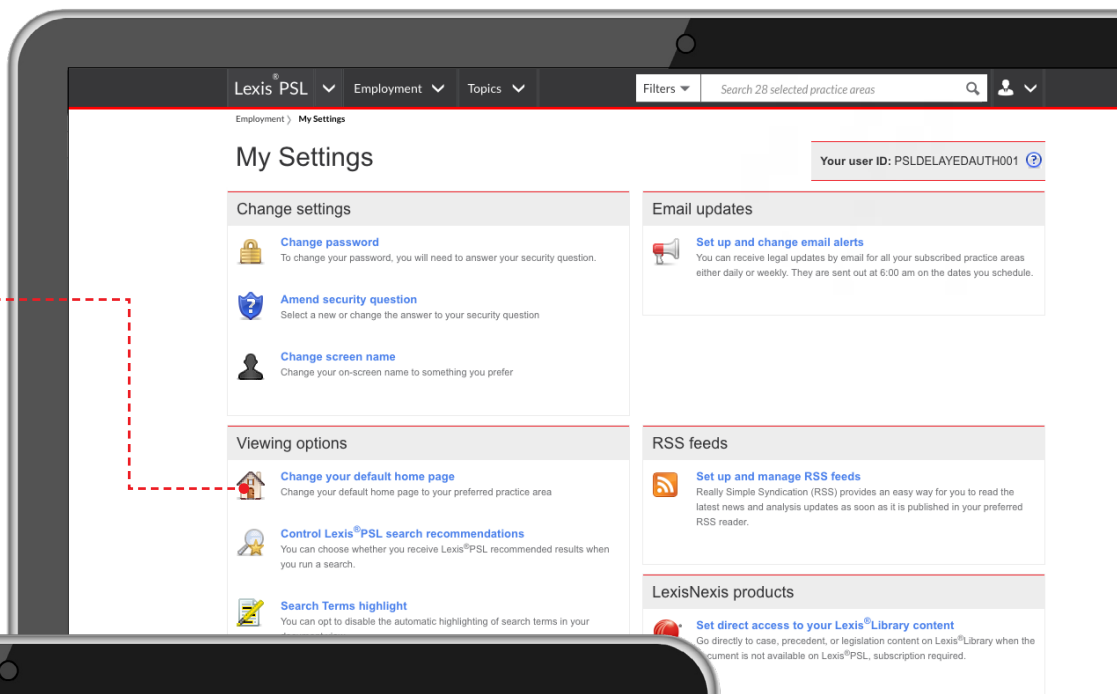 Lexis®PSL Employment Topics Filters Search 28 selected practice areas
Employment 〉 My Settings
My Settings
Your user ID: PSLDELAYEDAUTH001 ?
Change settings
Change password
To change your password, you will need to answer your security question.
Amend security question
Select a new or change the answer to your security question
Change screen name
Change your on-screen name to something you prefer
Email updates
Set up and change email alerts
You can receive legal updates by email for all your subscribed practice areas
either daily or weekly. They are sent out at 6:00 am on the dates you schedule.
Viewing options
Change your default home page
Change your default home page to your preferred practice area
Control Lexis®PSL search recommendations
You can choose whether you receive Lexis®PSL recommended results when
you run a search.
Search Terms highlight
You can opt to disable the automatic highlighting of search terms in your
RSS feeds
Set up and manage RSS feeds
Really Simple Syndication (RSS) provides an easy way for you to read the
latest news and analysis updates as soon as it is published in your preferred
RSS reader.
LexisNexis products
Set direct access to your Lexis®Library content
Go directly to case, precedent, or legislation content on Lexis®Library when the
is not available on Lexis®PSL, subscription required.